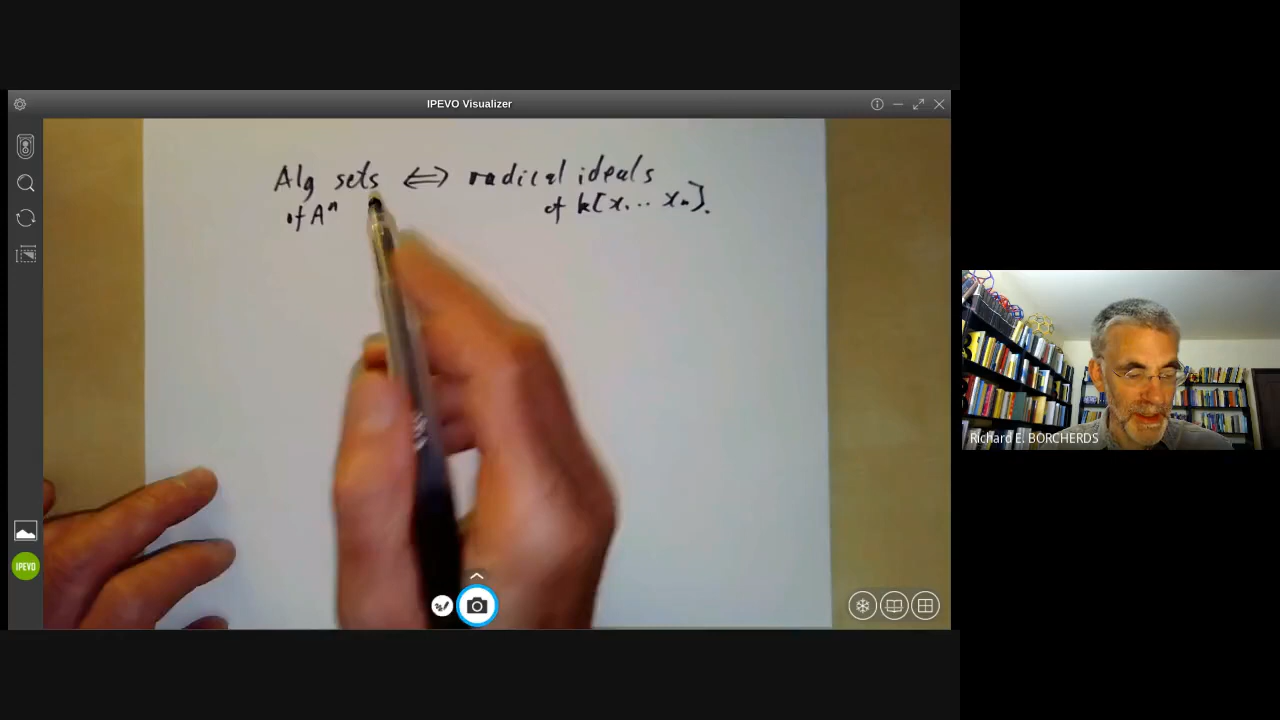 IPEVO Visualizer
Alg sets ⇔ radical ideals
of Aⁿ of k[x₁... xₙ].
IPEVO
Richard E. BORCHERDS